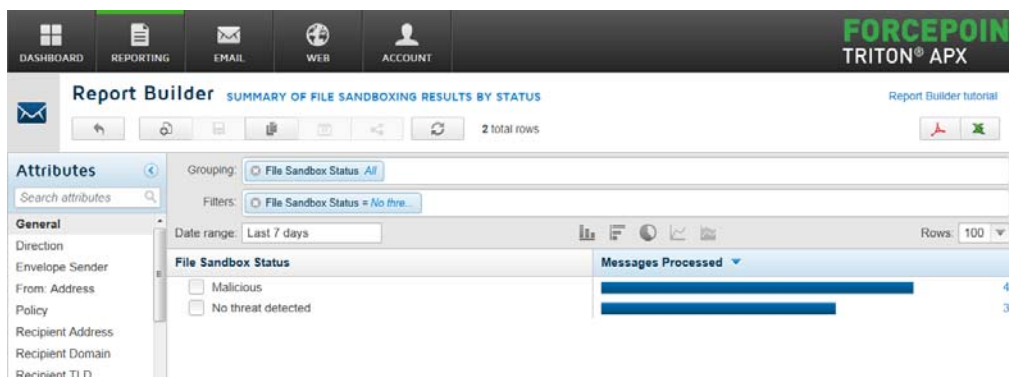 FORCEPOIN
TRITON® APX
DASHBOARD REPORTING EMAIL WEB ACCOUNT
Report Builder SUMMARY OF FILE SANDBOXING RESULTS BY STATUS
Report Builder tutorial
2 total rows
Attributes
Search attributes
General
Direction
Envelope Sender
From: Address
Policy
Recipient Address
Recipient Domain
Recipient TLD
Grouping: File Sandbox Status All
Filters: File Sandbox Status = No thre...
Date range: Last 7 days
Rows: 100
File Sandbox Status Messages Processed
Malicious 4
No threat detected 3